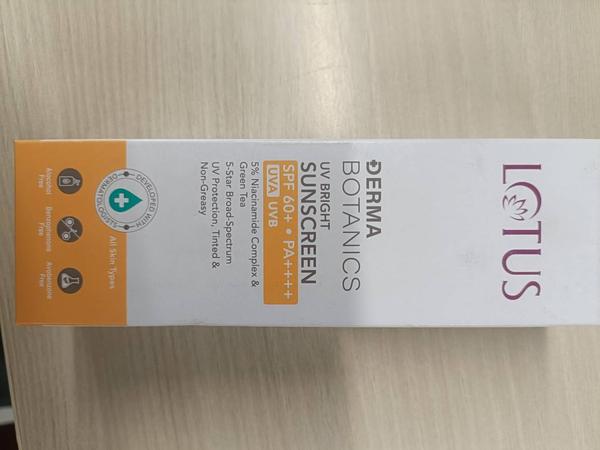 LOTUS
DERMA
BOTANICS
UV BRIGHT
SUNSCREEN
SPF 60+ • PA++++
UVA UVB
5% Niacinamide Complex &
Green Tea
5-Star Broad-Spectrum
UV Protection, Tinted &
Non-Greasy
DEVELOPED WITH
DERMATOLOGISTS
All Skin Types
Alocohol
Free
Benzophenone
Free
Avobenzone
Free